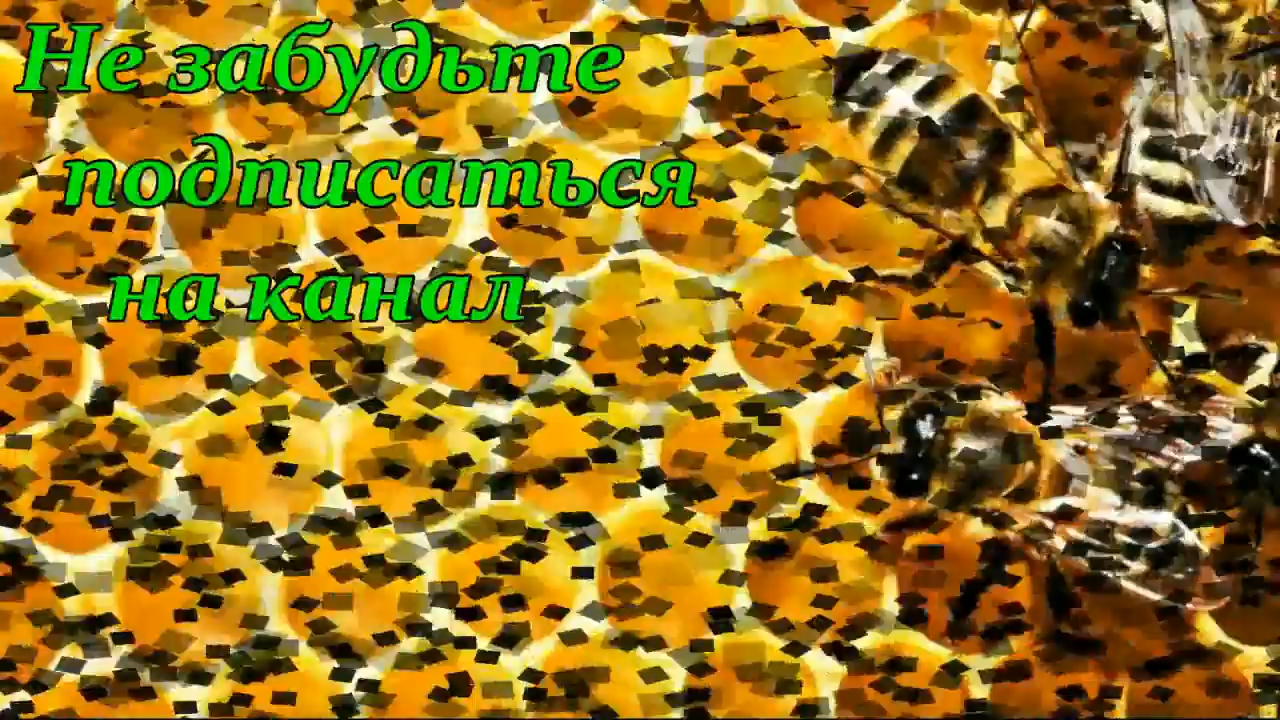 Не забудьте
подписаться
на канал